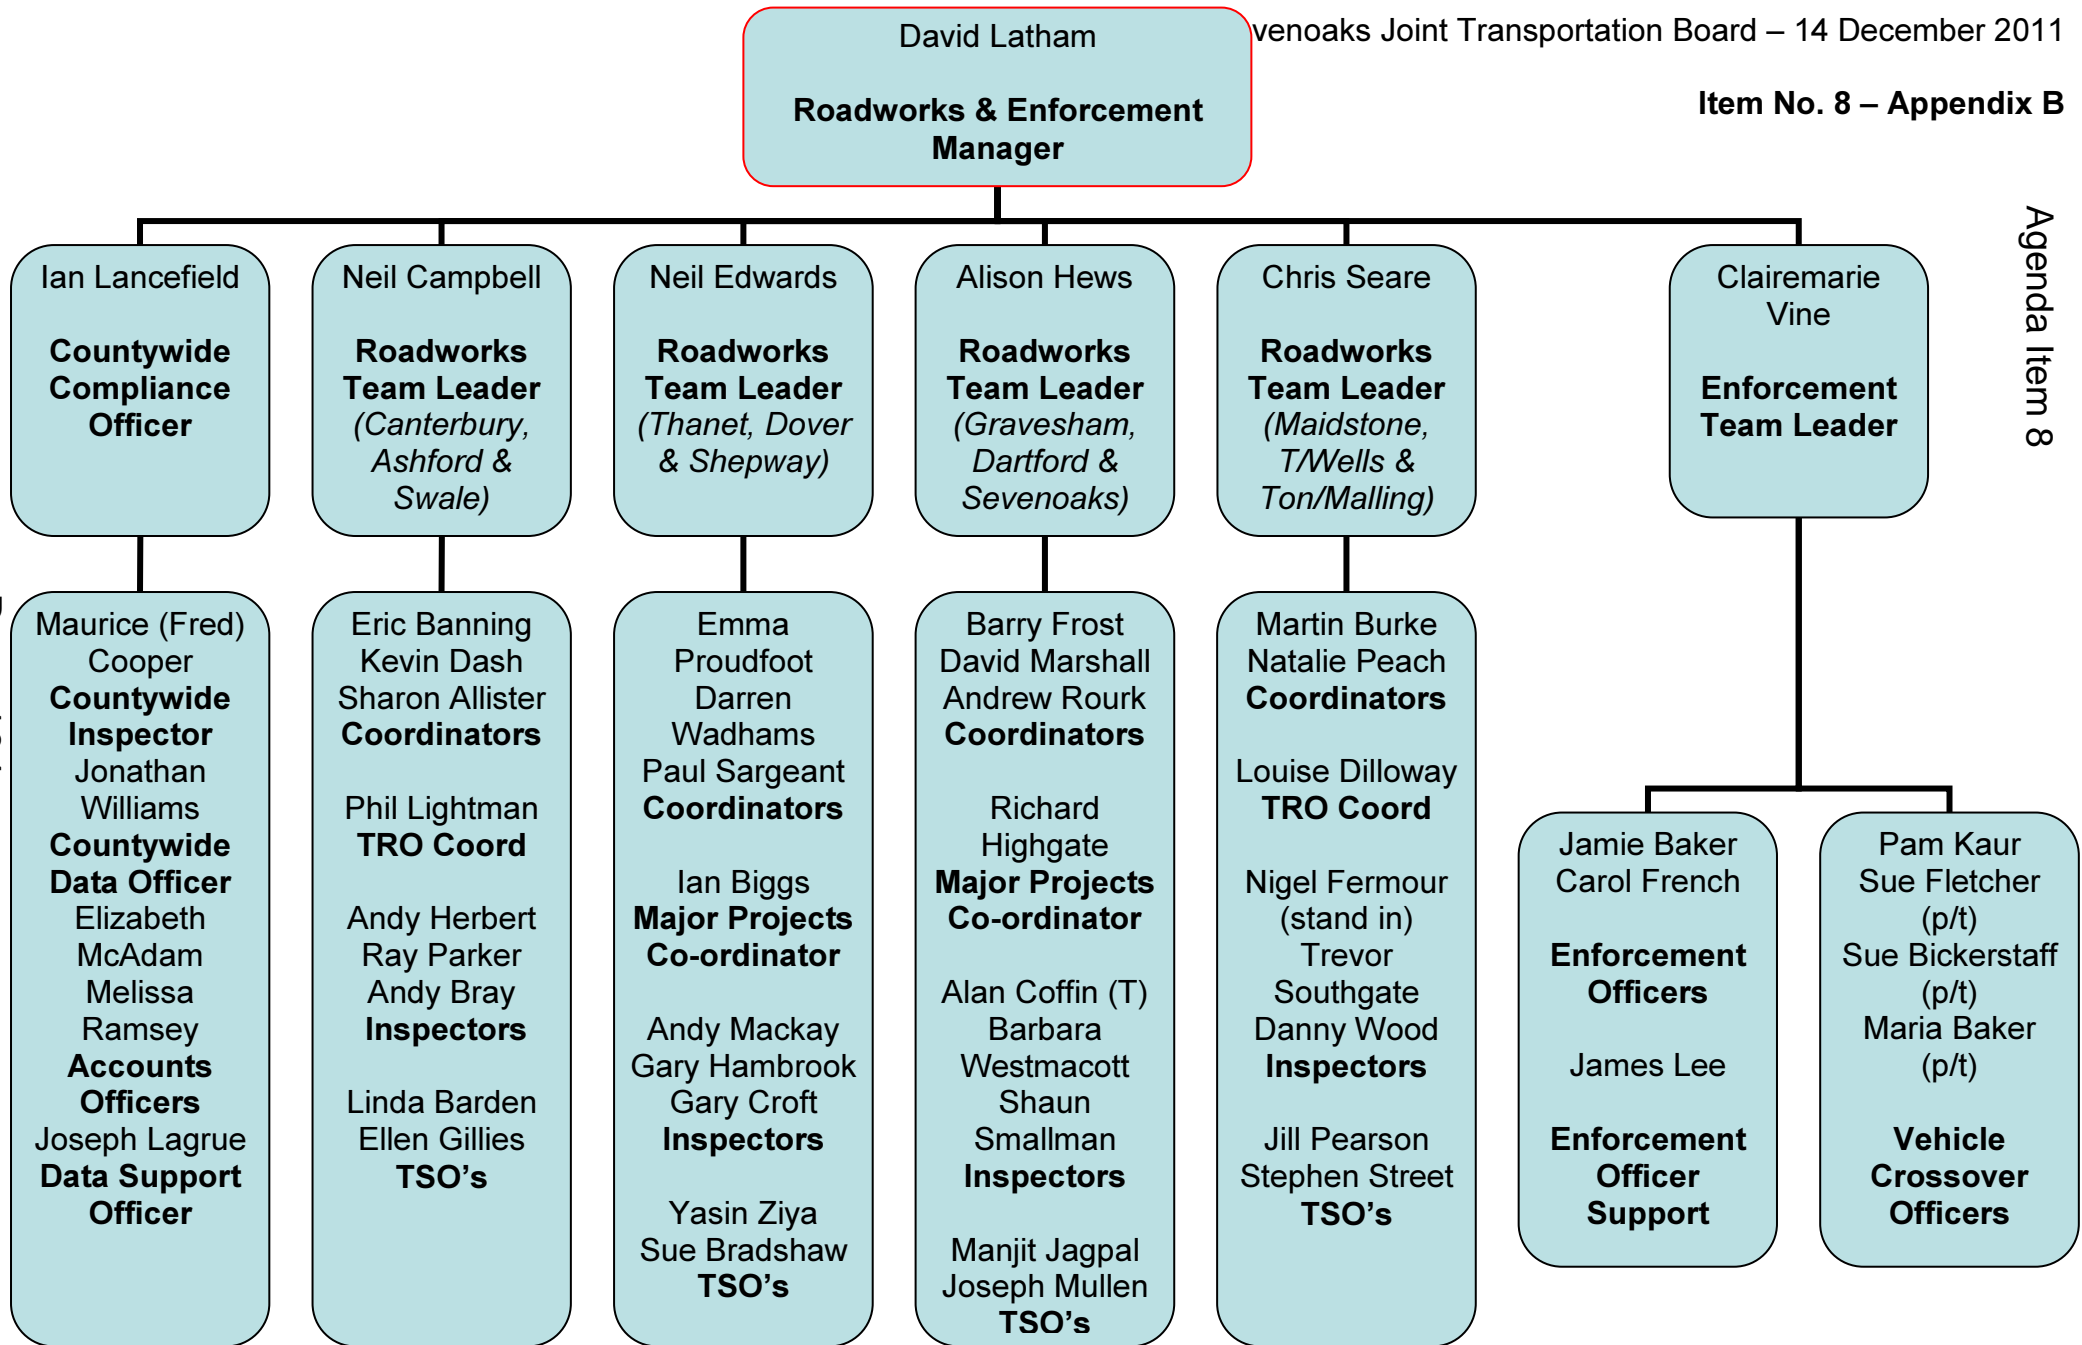 venoaks Joint Transportation Board – 14 December 2011
Item No. 8 – Appendix B
Agenda Item 8
David Latham
Roadworks & Enforcement
Manager
Ian Lancefield
Countywide
Compliance
Officer
Neil Campbell
Roadworks
Team Leader
(Canterbury,
Ashford &
Swale)
Neil Edwards
Roadworks
Team Leader
(Thanet, Dover
& Shepway)
Alison Hews
Roadworks
Team Leader
(Gravesham,
Dartford &
Sevenoaks)
Chris Seare
Roadworks
Team Leader
(Maidstone,
T/Wells &
Ton/Malling)
Clairemarie
Vine
Enforcement
Team Leader
Maurice (Fred)
Cooper
Countywide
Inspector
Jonathan
Williams
Countywide
Data Officer
Elizabeth
McAdam
Melissa
Ramsey
Accounts
Officers
Joseph Lagrue
Data Support
Officer
Eric Banning
Kevin Dash
Sharon Allister
Coordinators
Phil Lightman
TRO Coord
Andy Herbert
Ray Parker
Andy Bray
Inspectors
Linda Barden
Ellen Gillies
TSO’s
Emma
Proudfoot
Darren
Wadhams
Paul Sargeant
Coordinators
Ian Biggs
Major Projects
Co-ordinator
Andy Mackay
Gary Hambrook
Gary Croft
Inspectors
Yasin Ziya
Sue Bradshaw
TSO’s
Barry Frost
David Marshall
Andrew Rourk
Coordinators
Richard
Highgate
Major Projects
Co-ordinator
Alan Coffin (T)
Barbara
Westmacott
Shaun
Smallman
Inspectors
Manjit Jagpal
Joseph Mullen
TSO’s
Martin Burke
Natalie Peach
Coordinators
Louise Dilloway
TRO Coord
Nigel Fermour
(stand in)
Trevor
Southgate
Danny Wood
Inspectors
Jill Pearson
Stephen Street
TSO’s
Jamie Baker
Carol French
Enforcement
Officers
James Lee
Enforcement
Officer
Support
Pam Kaur
Sue Fletcher
(p/t)
Sue Bickerstaff
(p/t)
Maria Baker
(p/t)
Vehicle
Crossover
Officers